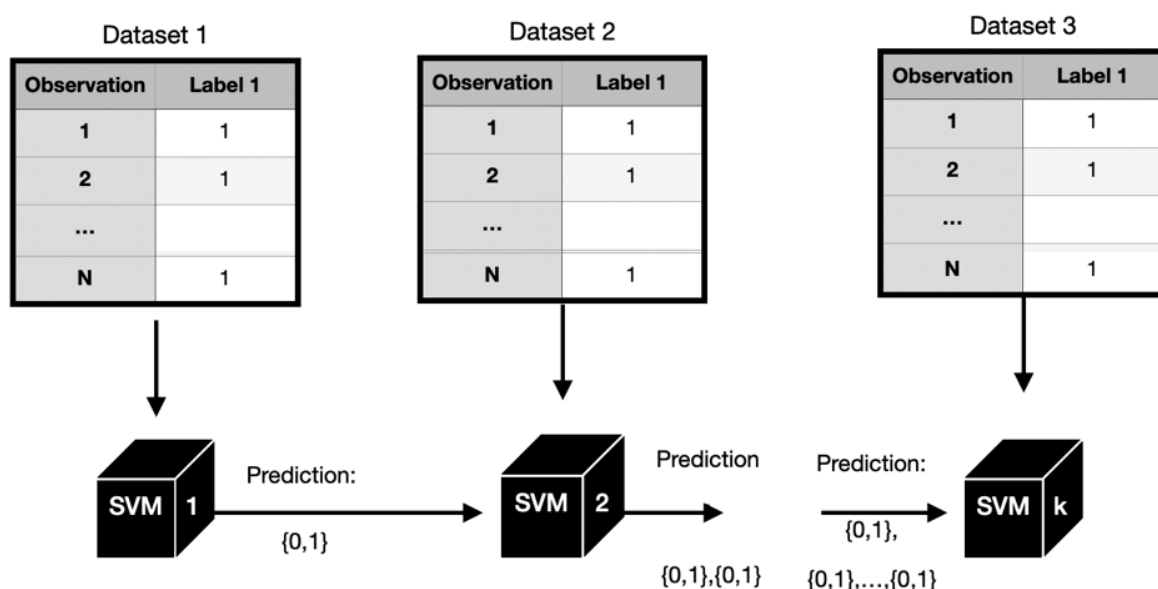 Dataset 1
Observation Label 1
1 1
2 1
...
N 1
Dataset 2
Observation Label 1
1 1
2 1
...
N 1
Dataset 3
Observation Label 1
1 1
2 1
...
N 1
SVM 1
Prediction:
{0,1}
SVM 2
Prediction
{0,1},{0,1}
Prediction:
{0,1},
{0,1},...,{0,1}
SVM k